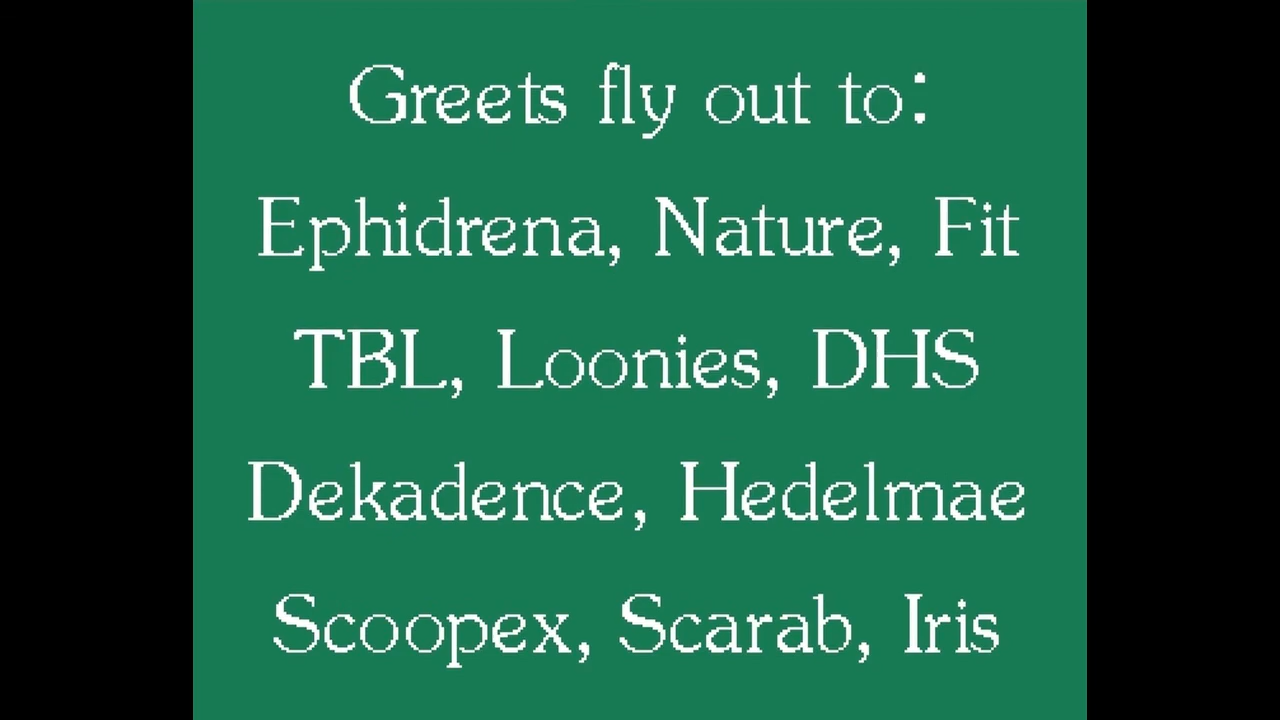 Greets fly out to:
Ephidrena, Nature, Fit
TBL, Loonies, DHS
Dekadence, Hedelmae
Scoopex, Scarab, Iris